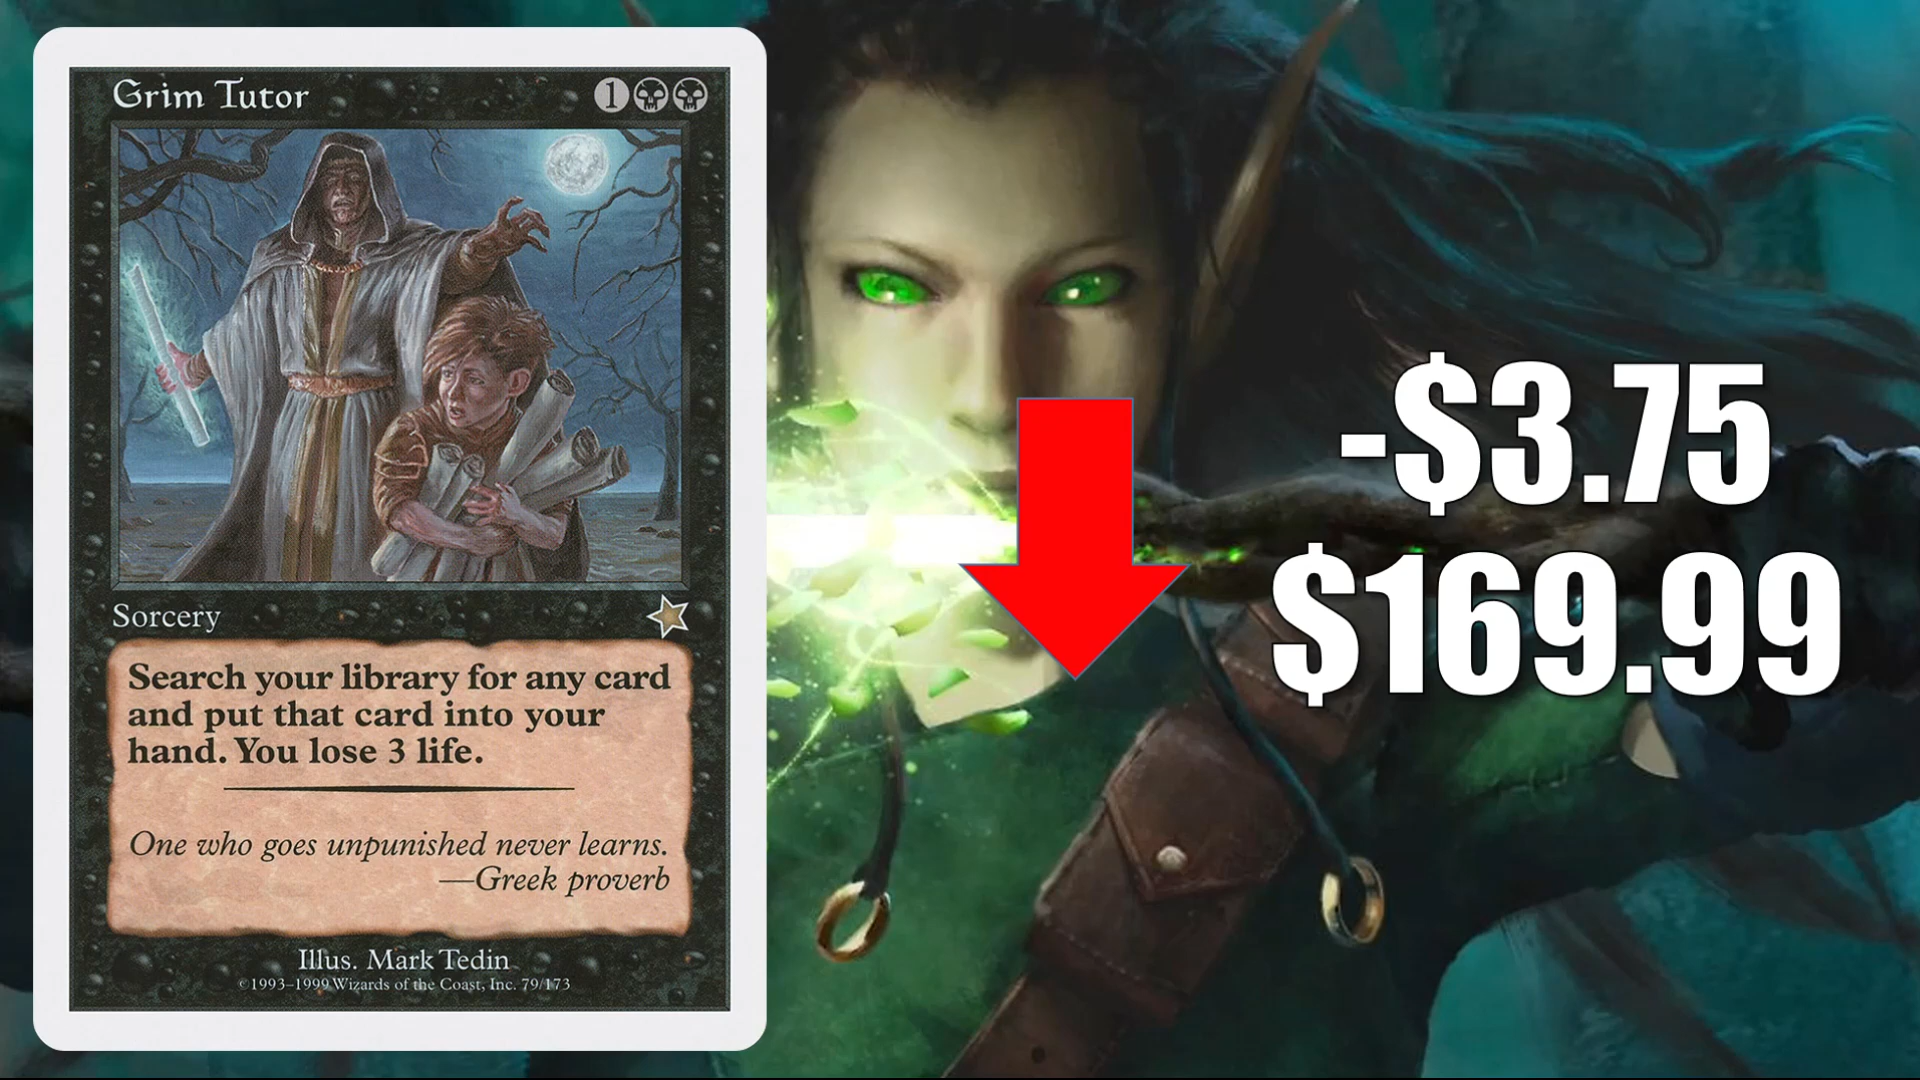 Grim Tutor 1
Sorcery
Search your library for any card
and put that card into your
hand. You lose 3 life.
One who goes unpunished never learns.
—Greek proverb
Illus. Mark Tedin
©1993–1999 Wizards of the Coast, Inc. 79/173
-$3.75
$169.99